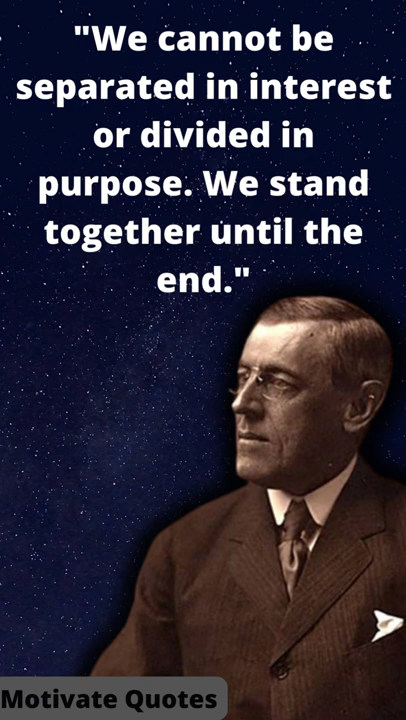 "We cannot be
separated in interest
or divided in
purpose. We stand
together until the
end."
Motivate Quotes